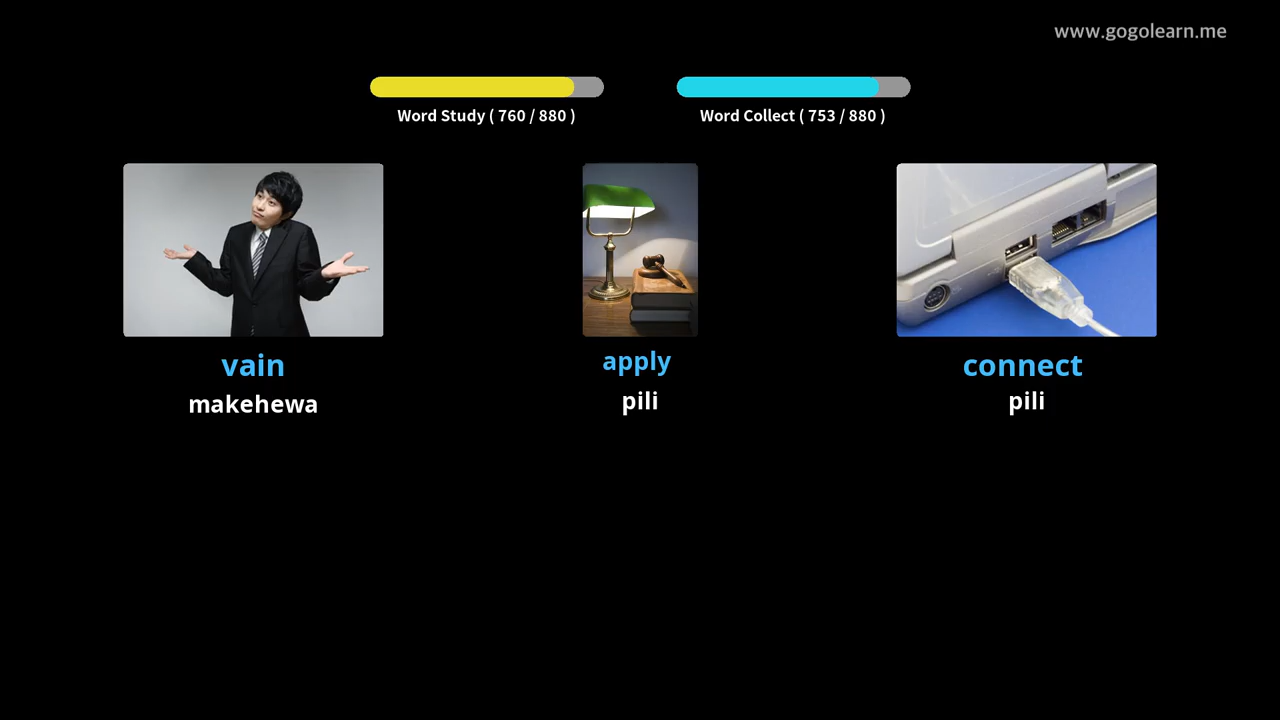 www.gogolearn.me
Word Study ( 760 / 880 )
Word Collect ( 753 / 880 )
vain
apply
connect
makehewa
pili
pili